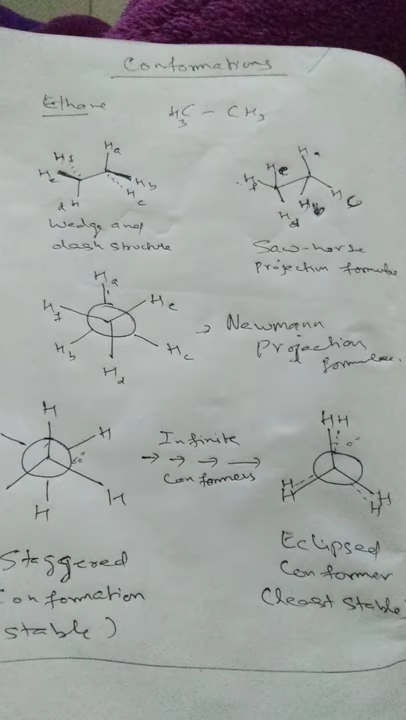 Conformations
Ethane
H3C - CH3
Ha
Hf
He
Hb
Hc
d H
Wedge and
dash structure
Ha
He
Hf
Hc
Hb
Hd
Saw-horse
Projection formula
Ha
Hf
He
Hb
Hc
Hd
→ Newmann
Projection
formulae.
H
H
60°
H
H
Staggered
Conformation
stable)
Infinite
→ → → →
Conformers
HH
0°
H
H
H
H
Eclipsed
Conformer
(least stable